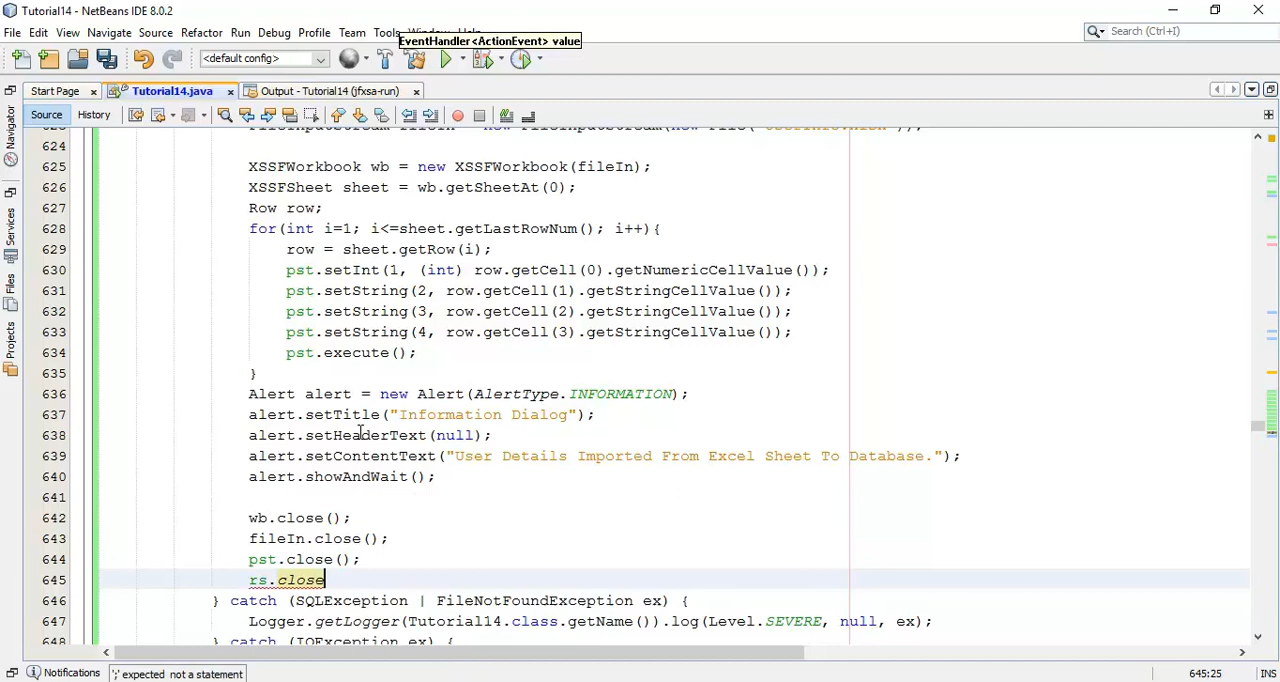 Tutorial14 - NetBeans IDE 8.0.2
File Edit View Navigate Source Refactor Run Debug Profile Team Tools Window Help
EventHandler<ActionEvent> value
Search (Ctrl+I)
<default config>
Start Page Tutorial14.java Output - Tutorial14 (jfxsa-run)
Source History
Navigator
Services
Files
Projects
624
625 XSSFWorkbook wb = new XSSFWorkbook(fileIn);
626 XSSFSheet sheet = wb.getSheetAt(0);
627 Row row;
628 for(int i=1; i<=sheet.getLastRowNum(); i++){
629 row = sheet.getRow(i);
630 pst.setInt(1, (int) row.getCell(0).getNumericCellValue());
631 pst.setString(2, row.getCell(1).getStringCellValue());
632 pst.setString(3, row.getCell(2).getStringCellValue());
633 pst.setString(4, row.getCell(3).getStringCellValue());
634 pst.execute();
635 }
636 Alert alert = new Alert(AlertType.INFORMATION);
637 alert.setTitle("Information Dialog");
638 alert.setHeaderText(null);
639 alert.setContentText("User Details Imported From Excel Sheet To Database.");
640 alert.showAndWait();
641
642 wb.close();
643 fileIn.close();
644 pst.close();
645 rs.close
646 } catch (SQLException | FileNotFoundException ex) {
647 Logger.getLogger(Tutorial14.class.getName()).log(Level.SEVERE, null, ex);
648 } catch (IOException ex) {
Notifications ';' expected not a statement 645:25 INS